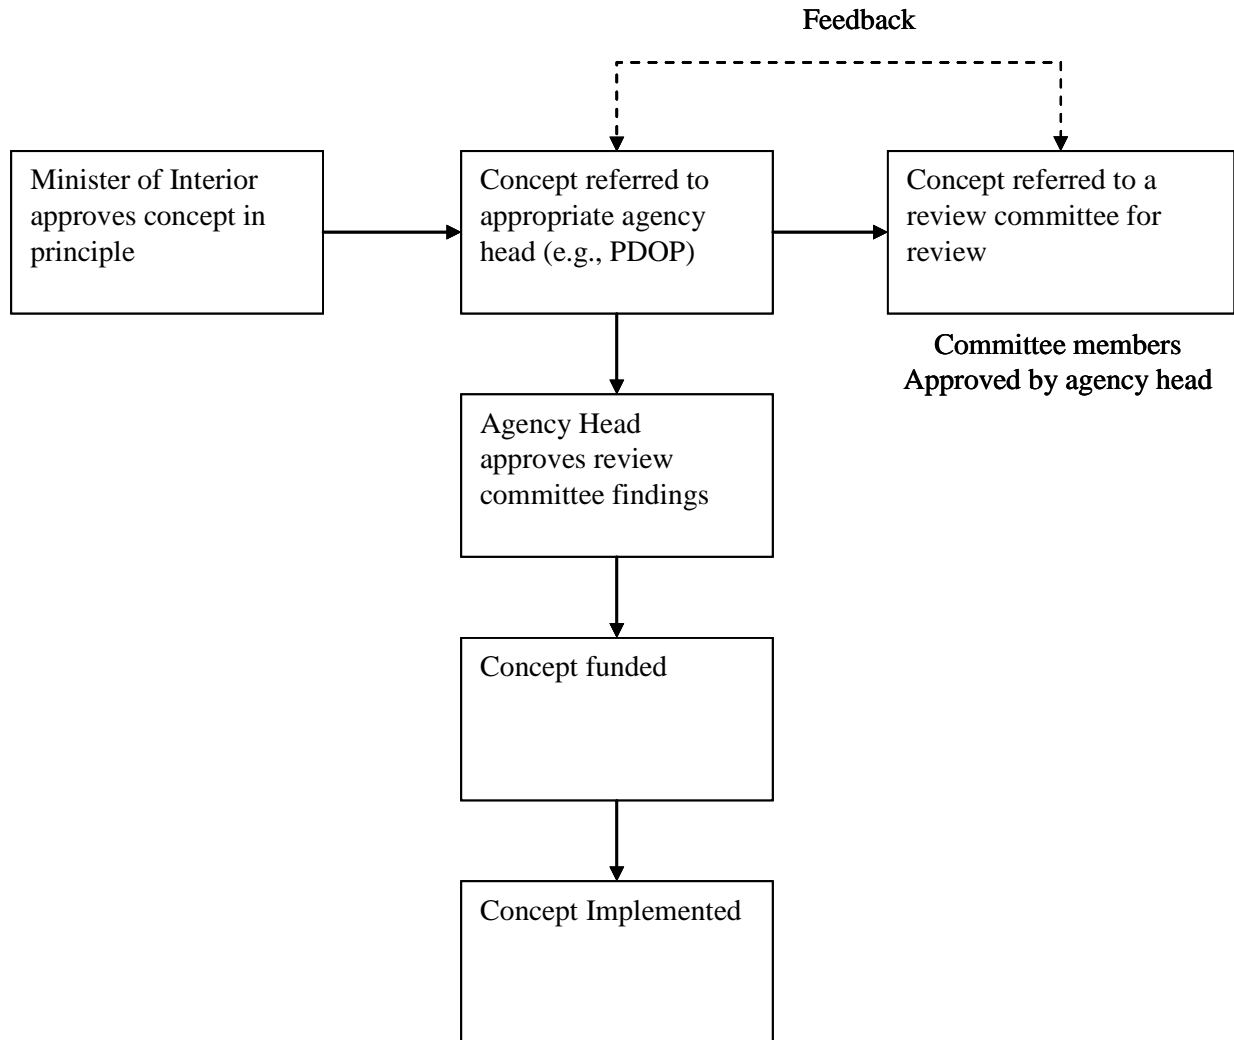 Feedback
Minister of Interior
approves concept in
principle
Concept referred to
appropriate agency
head (e.g., PDOP)
Concept referred to a
review committee for
review
Committee members
Approved by agency head
Agency Head
approves review
committee findings
Concept funded
Concept Implemented